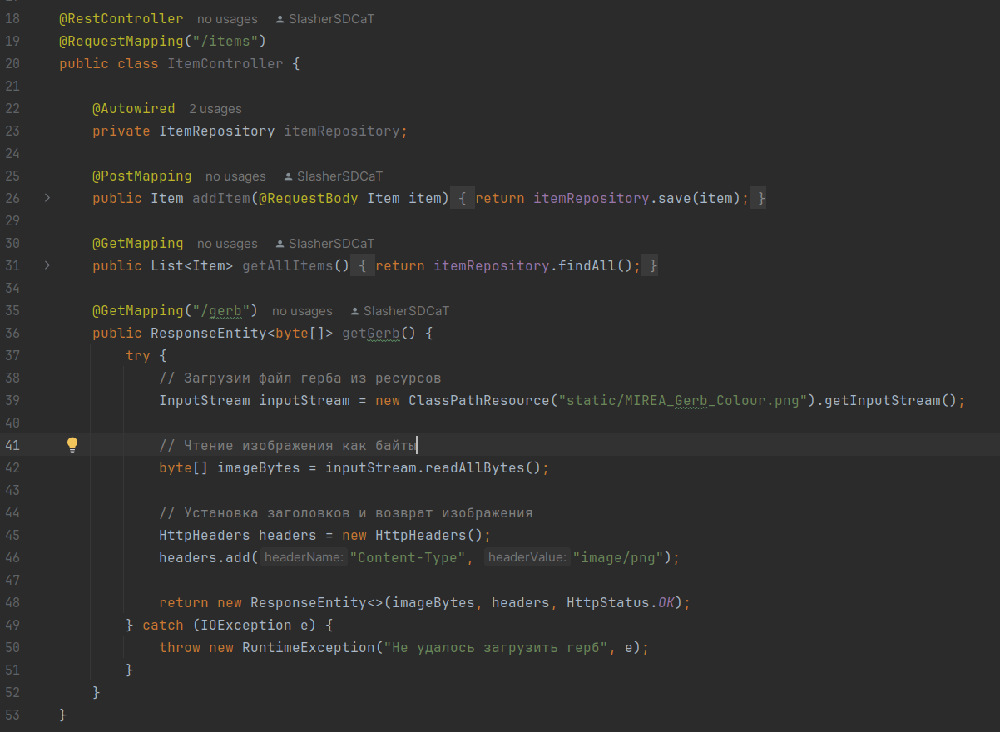 18 @RestController no usages SlasherSDCaT
19 @RequestMapping("/items")
20 public class ItemController {
21
22 @Autowired 2 usages
23 private ItemRepository itemRepository;
24
25 @PostMapping no usages SlasherSDCaT
26 public Item addItem(@RequestBody Item item) { return itemRepository.save(item); }
29
30 @GetMapping no usages SlasherSDCaT
31 public List<Item> getAllItems() { return itemRepository.findAll(); }
34
35 @GetMapping("/gerb") no usages SlasherSDCaT
36 public ResponseEntity<byte[]> getGerb() {
37 try {
38 // Загрузим файл герба из ресурсов
39 InputStream inputStream = new ClassPathResource("static/MIREA_Gerb_Colour.png").getInputStream();
40
41 // Чтение изображения как байты
42 byte[] imageBytes = inputStream.readAllBytes();
43
44 // Установка заголовков и возврат изображения
45 HttpHeaders headers = new HttpHeaders();
46 headers.add( headerName: "Content-Type", headerValue: "image/png");
47
48 return new ResponseEntity<>(imageBytes, headers, HttpStatus.OK);
49 } catch (IOException e) {
50 throw new RuntimeException("Не удалось загрузить герб", e);
51 }
52 }
53 }